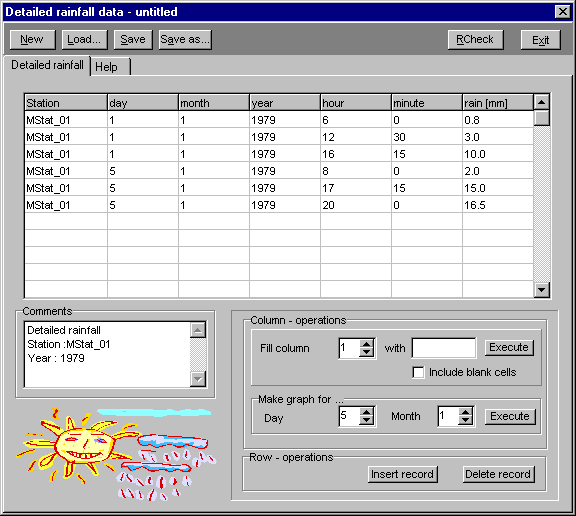 Detailed rainfall data - untitled
New Load... Save Save as... RCheck Exit
Detailed rainfall Help
Station day month year hour minute rain [mm]
MStat_01 1 1 1979 6 0 0.8
MStat_01 1 1 1979 12 30 3.0
MStat_01 1 1 1979 16 15 10.0
MStat_01 5 1 1979 8 0 2.0
MStat_01 5 1 1979 17 15 15.0
MStat_01 5 1 1979 20 0 16.5
Comments
Detailed rainfall
Station :MStat_01
Year : 1979
Column - operations
Fill column 1 with Execute
Include blank cells
Make graph for ...
Day 5 Month 1 Execute
Row - operations
Insert record Delete record